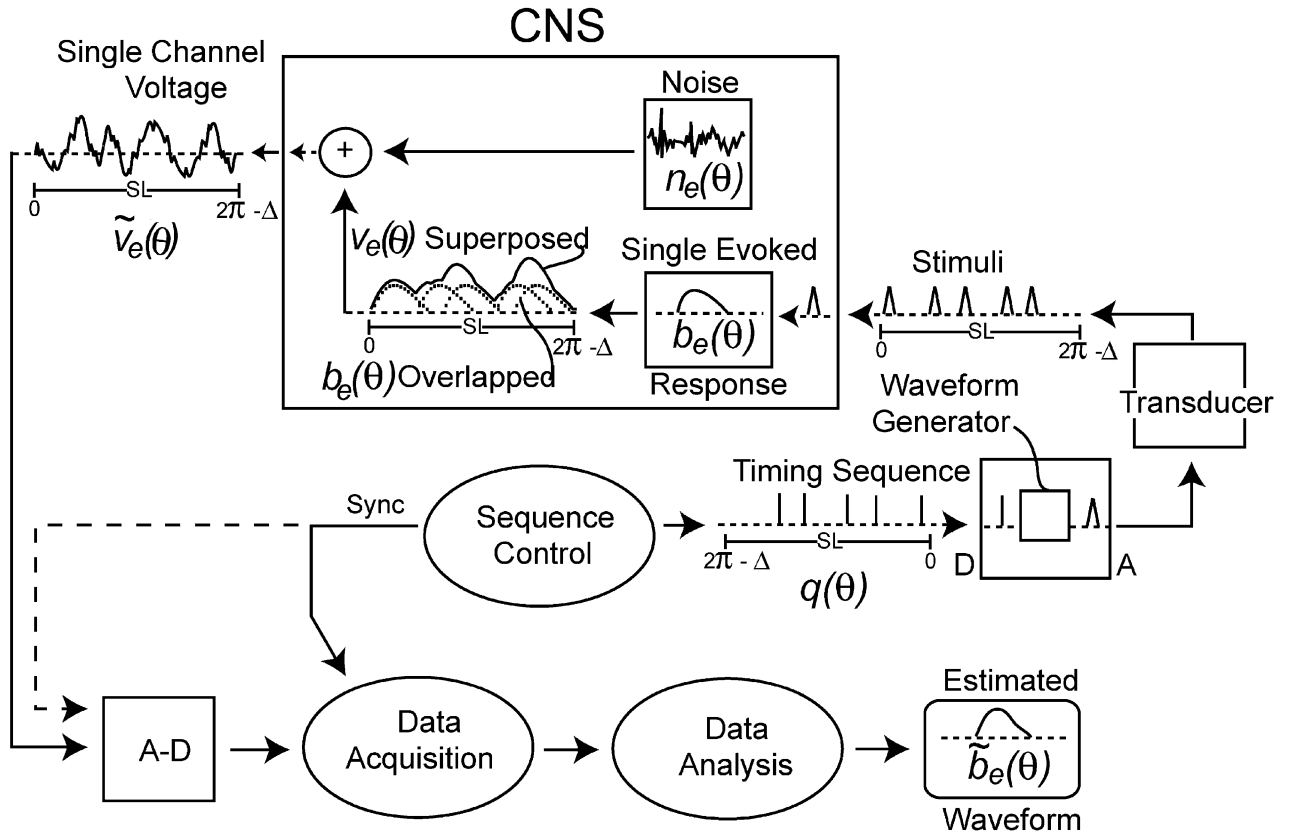 CNS
Single Channel
Voltage
Noise
nₑ(θ)
+
SL
0
2π -Δ
ṽₑ(θ)
vₑ(θ) Superposed
SL
0
2π -Δ
bₑ(θ) Overlapped
Single Evoked
bₑ(θ)
Response
Stimuli
SL
0
2π -Δ
Transducer
Waveform
Generator
D
A
Timing Sequence
SL
2π - Δ
0
q(θ)
Sequence
Control
Sync
A-D
Data
Acquisition
Data
Analysis
Estimated
b̃ₑ(θ)
Waveform